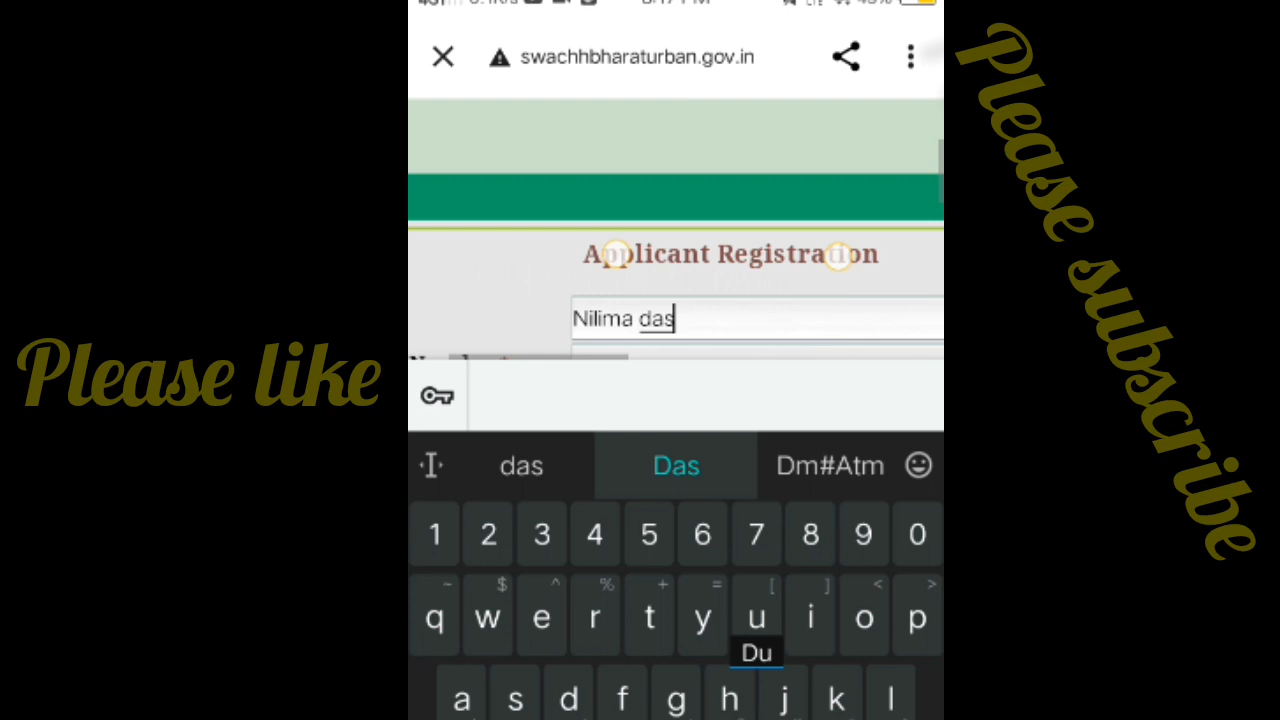 swachhbharaturban.gov.in
Applicant Registration
Nilima das
Please like
Please subscribe
das Das Dm#Atm
1 2 3 4 5 6 7 8 9 0
~ $ ^ % + = [ ] < >
q w e r t y u i o p
Du
a s d f g h j k l